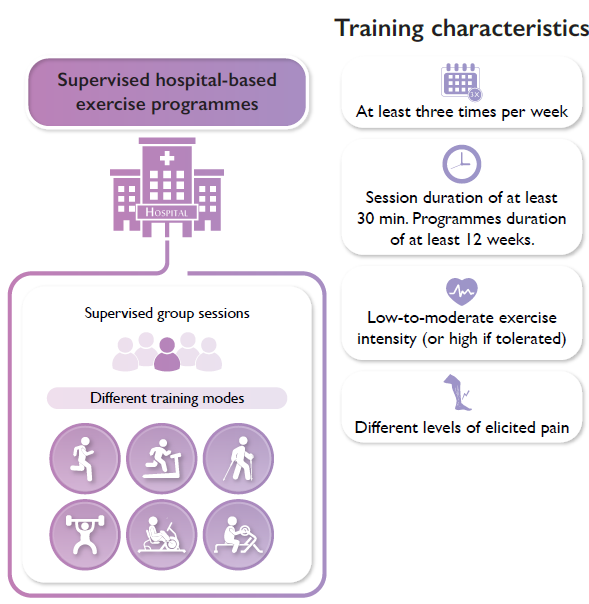 Training characteristics
Supervised hospital-based
exercise programmes
HOSPITAL
Supervised group sessions
Different training modes
3X
At least three times per week
Session duration of at least
30 min. Programmes duration
of at least 12 weeks.
Low-to-moderate exercise
intensity (or high if tolerated)
Different levels of elicited pain